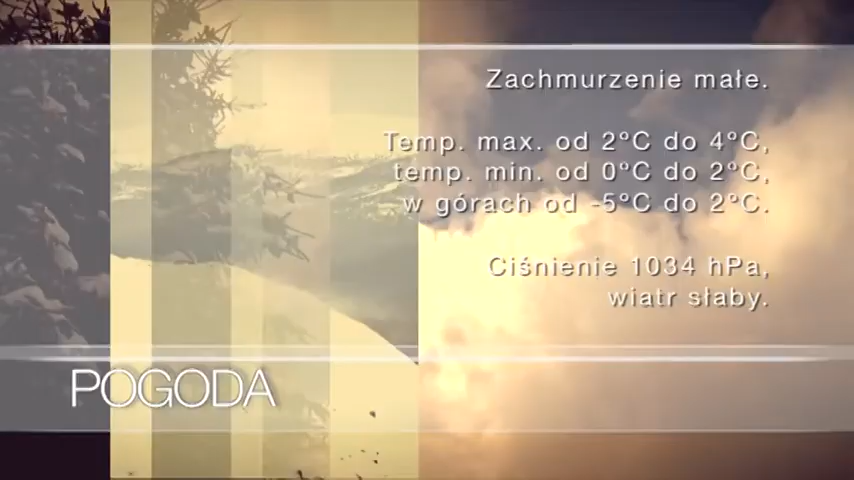 Zachmurzenie małe.
Temp. max. od 2°C do 4°C,
temp. min. od 0°C do 2°C,
w górach od -5°C do 2°C.
Ciśnienie 1034 hPa,
wiatr słaby.
POGODA